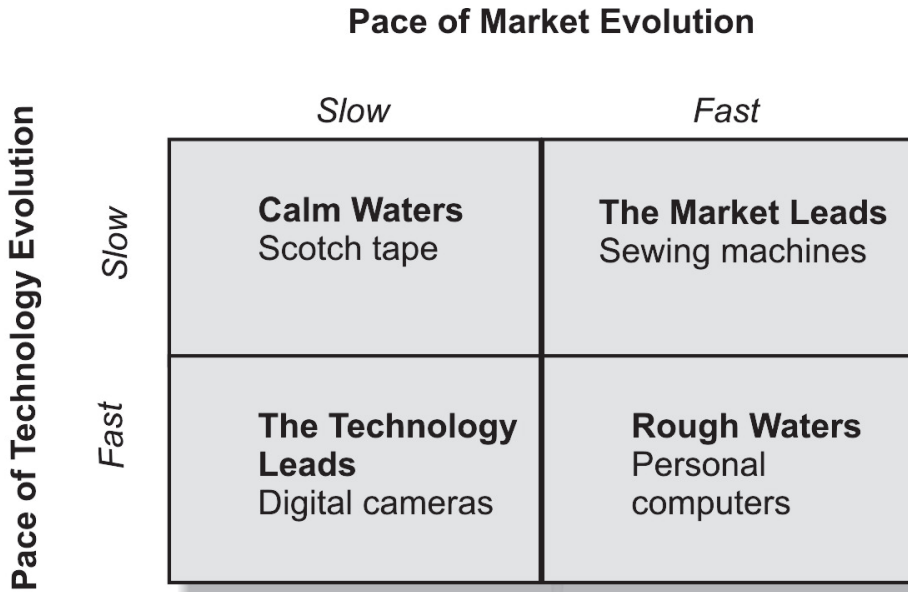 Pace of Market Evolution
Slow
Fast
Pace of Technology Evolution
Slow
Calm Waters
Scotch tape
The Market Leads
Sewing machines
Fast
The Technology
Leads
Digital cameras
Rough Waters
Personal
computers